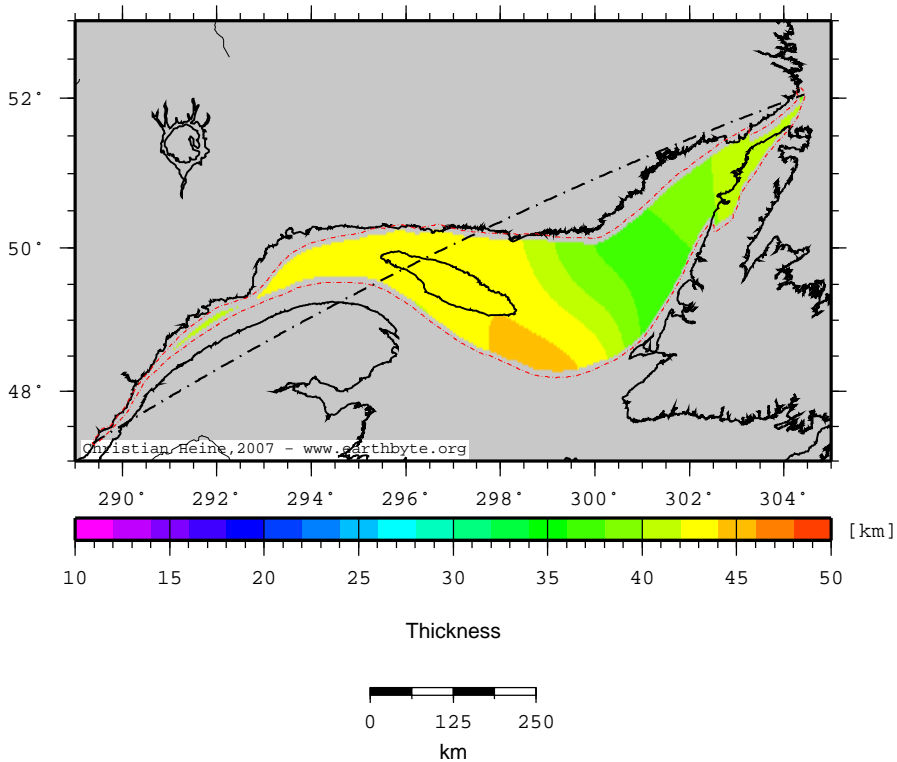 52°
50°
48°
Christian Heine,2007 - www.earthbyte.org
290° 292° 294° 296° 298° 300° 302° 304°
[km]
10 15 20 25 30 35 40 45 50
Thickness
0 125 250
km